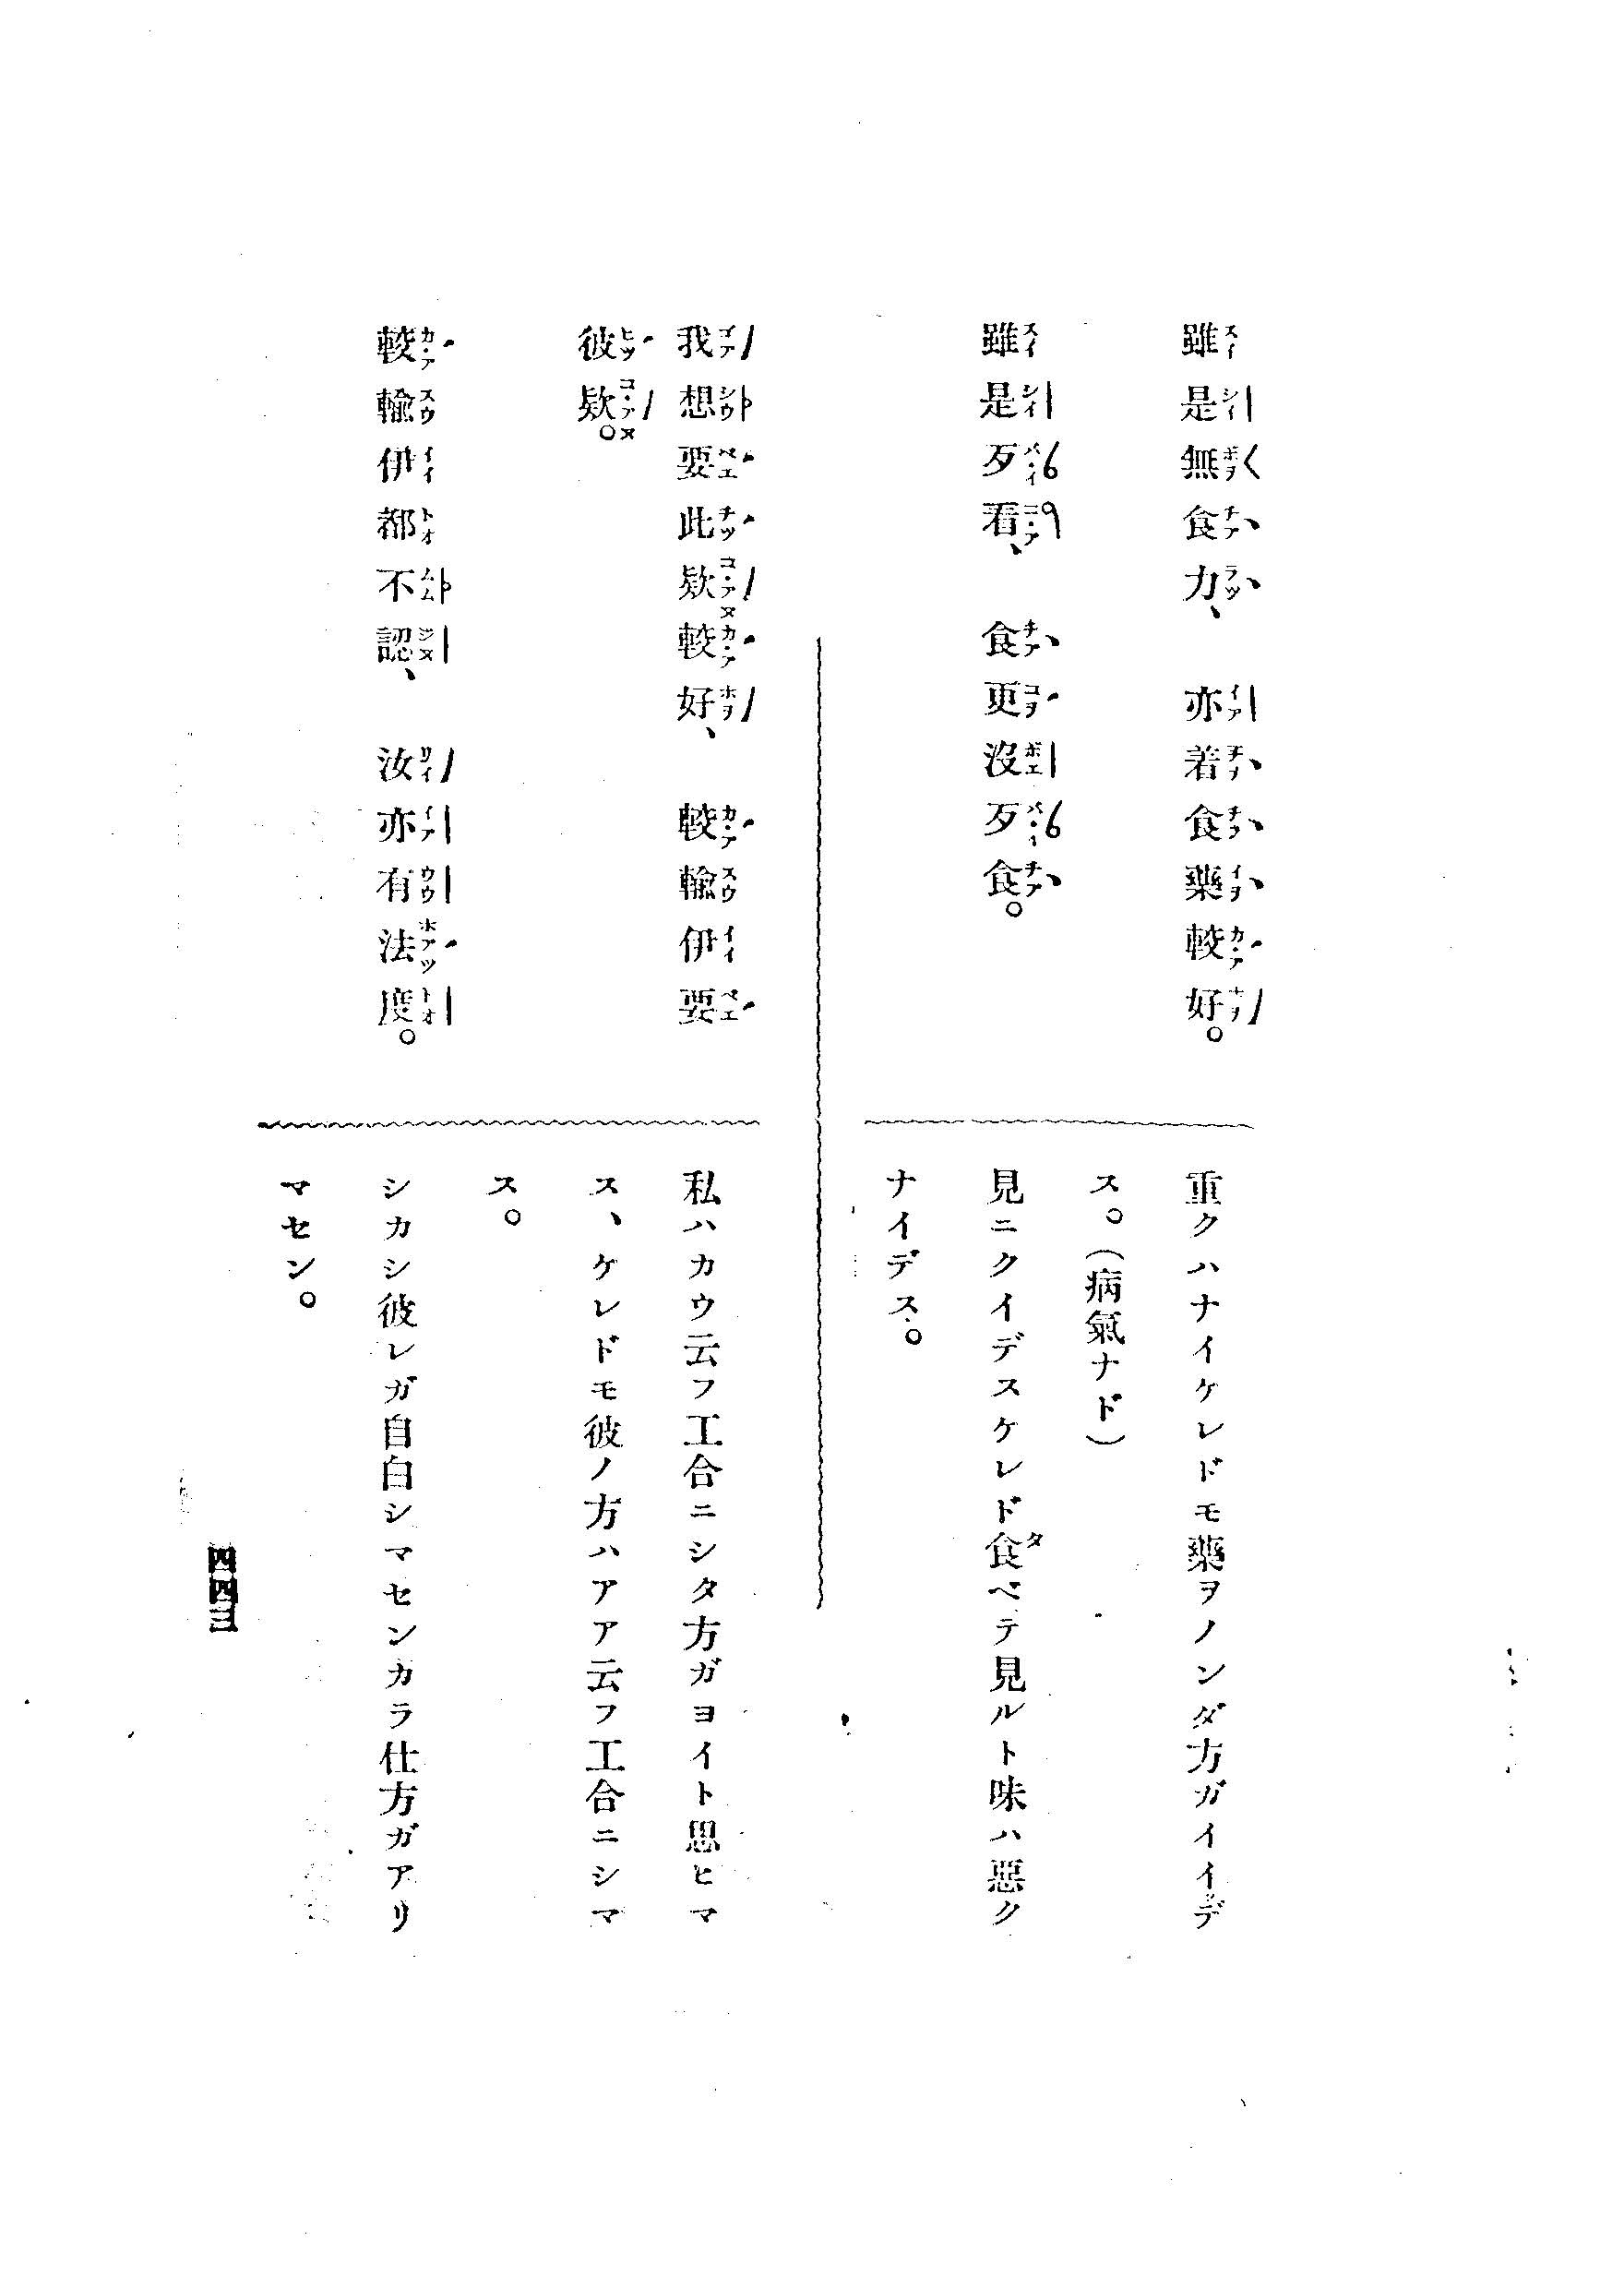 雖是無食力、亦着食藥較好。
重クハナイケレドモ藥ヲノンダ方ガイイデ
ス。(病氣ナド)
雖是歹看、食更沒歹食。
見ニクイデスケレド食ベテ見ルト味ハ惡ク
ナイデス。
我想要此欵較好、較輸伊要
彼欵。
私ハカウ云フ工合ニシタ方ガヨイト思ヒマ
ス、ケレドモ彼ノ方ハアア云フ工合ニシマ
ス。
較輸伊都不認、汝亦有法度。
シカシ彼レガ自白シマセンカラ仕方ガアリ
マセン。
四四三